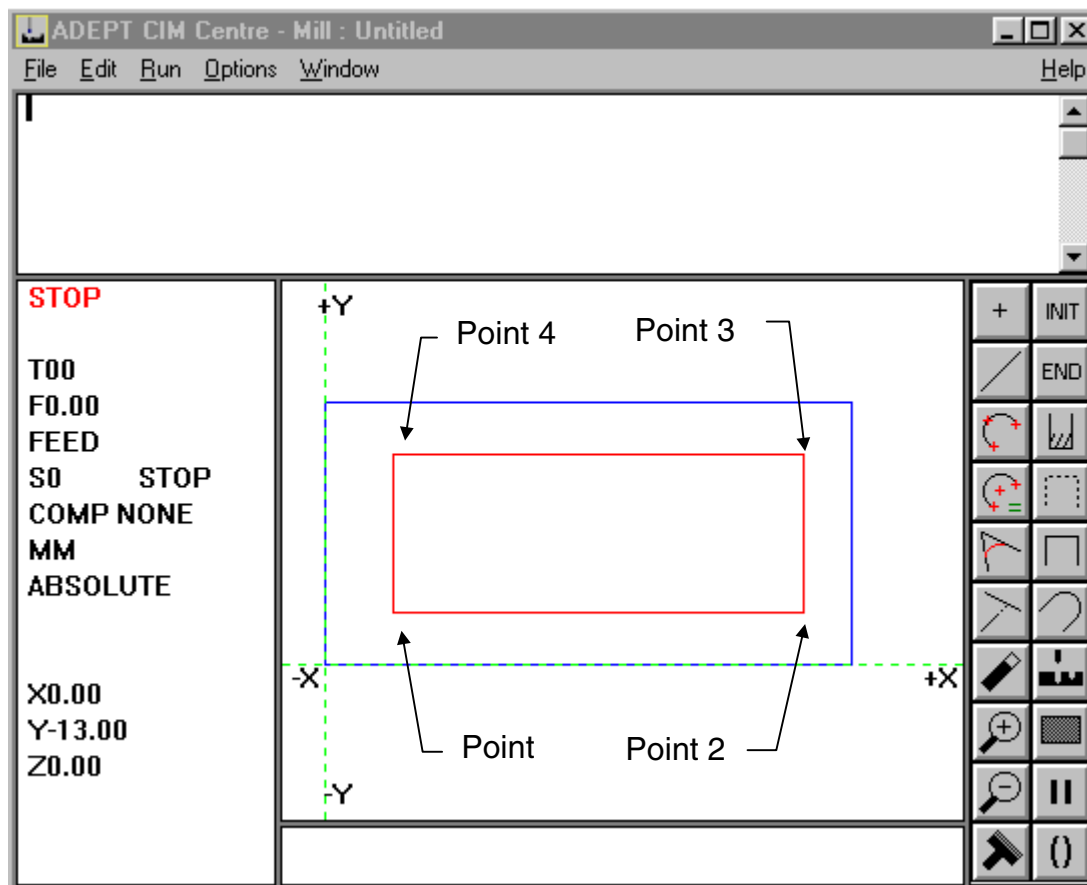 ADEPT CIM Centre - Mill : Untitled
File Edit Run Options Window Help
STOP
T00
F0.00
FEED
S0 STOP
COMP NONE
MM
ABSOLUTE
X0.00
Y-13.00
Z0.00
+Y
Point 4
Point 3
-X
+X
Point
Point 2
-Y
+
INIT
END
()